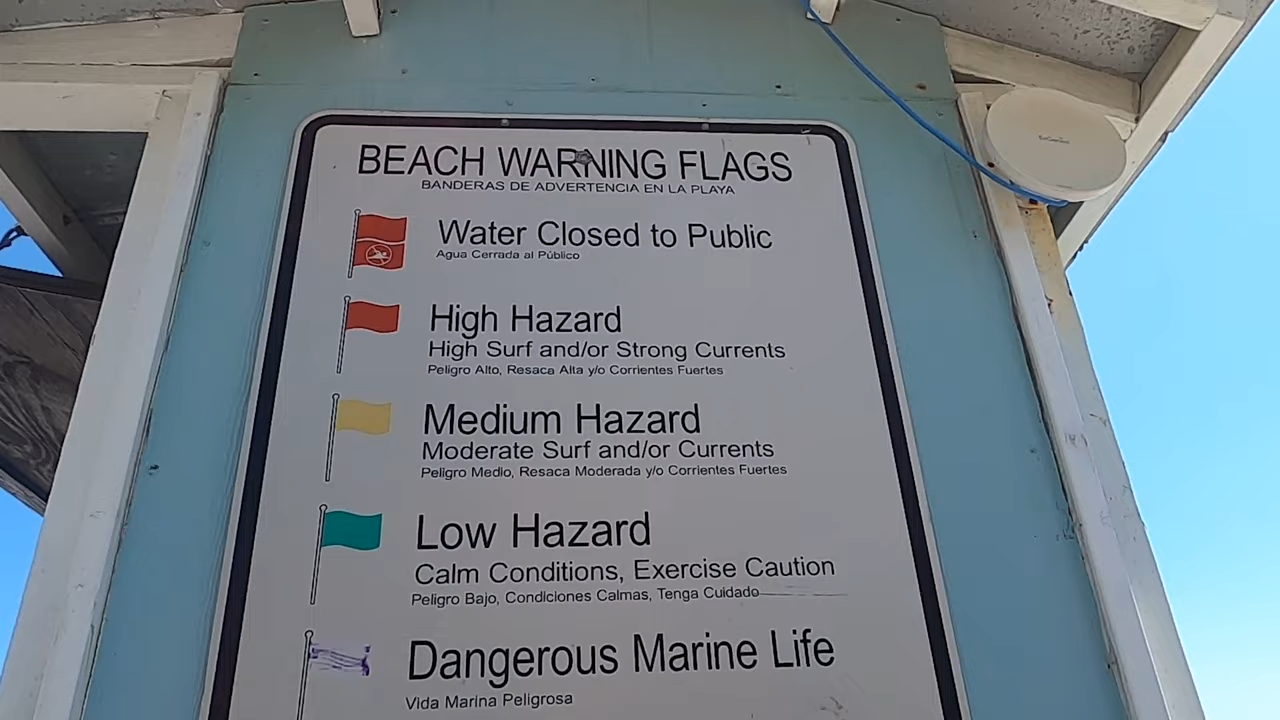 BEACH WARNING FLAGS
BANDERAS DE ADVERTENCIA EN LA PLAYA
Water Closed to Public
Agua Cerrada al Público
High Hazard
High Surf and/or Strong Currents
Peligro Alto, Resaca Alta y/o Corrientes Fuertes
Medium Hazard
Moderate Surf and/or Currents
Peligro Medio, Resaca Moderada y/o Corrientes Fuertes
Low Hazard
Calm Conditions, Exercise Caution
Peligro Bajo, Condiciones Calmas, Tenga Cuidado
Dangerous Marine Life
Vida Marina Peligrosa